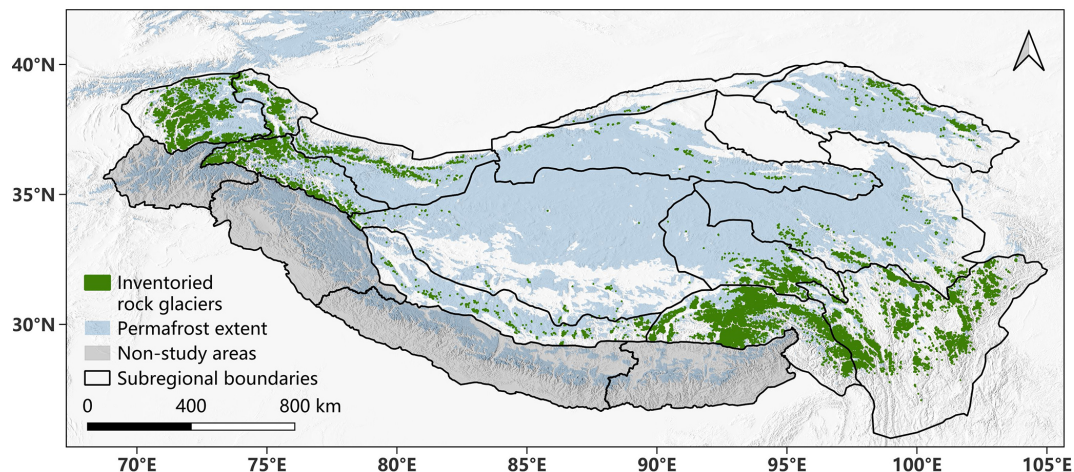 40°N
35°N
30°N
Inventoried
rock glaciers
Permafrost extent
Non-study areas
Subregional boundaries
0 400 800 km
70°E 75°E 80°E 85°E 90°E 95°E 100°E 105°E